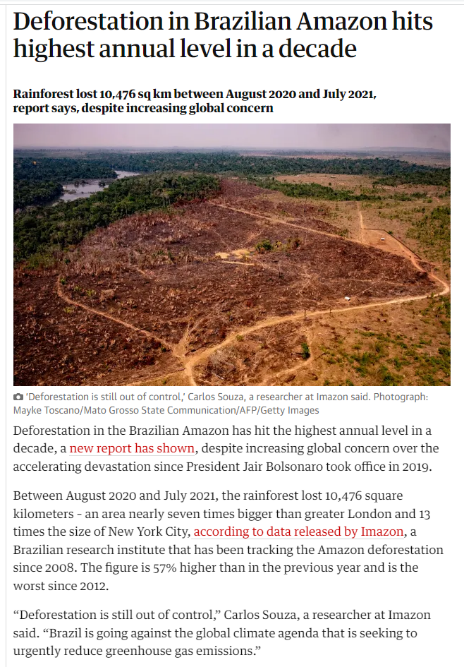 Deforestation in Brazilian Amazon hits
highest annual level in a decade
Rainforest lost 10,476 sq km between August 2020 and July 2021,
report says, despite increasing global concern
‘Deforestation is still out of control,’ Carlos Souza, a researcher at Imazon said. Photograph:
Mayke Toscano/Mato Grosso State Communication/AFP/Getty Images
Deforestation in the Brazilian Amazon has hit the highest annual level in a
decade, a new report has shown, despite increasing global concern over the
accelerating devastation since President Jair Bolsonaro took office in 2019.
Between August 2020 and July 2021, the rainforest lost 10,476 square
kilometers – an area nearly seven times bigger than greater London and 13
times the size of New York City, according to data released by Imazon, a
Brazilian research institute that has been tracking the Amazon deforestation
since 2008. The figure is 57% higher than in the previous year and is the
worst since 2012.
“Deforestation is still out of control,” Carlos Souza, a researcher at Imazon
said. “Brazil is going against the global climate agenda that is seeking to
urgently reduce greenhouse gas emissions.”